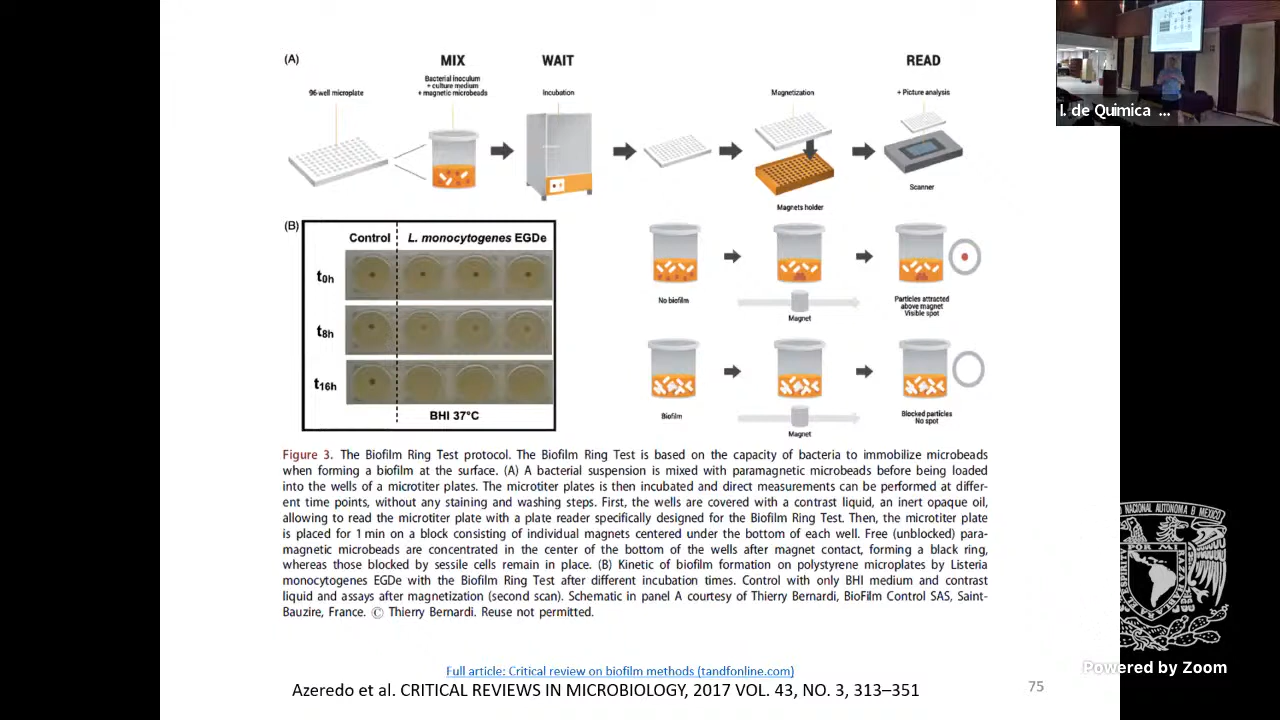 (A)
MIX
WAIT
READ
96-well microplate
Bacterial inoculum
+ culture medium
+ magnetic microbeads
Incubation
Magnetization
+ Picture analysis
Magnets holder
Scanner
(B)
Control
L. monocytogenes EGDe
t0h
t8h
t16h
BHI 37°C
No biofilm
Magnet
Particles attracted
above magnet
Visible spot
Biofilm
Magnet
Blocked particles
No spot
Figure 3. The Biofilm Ring Test protocol. The Biofilm Ring Test is based on the capacity of bacteria to immobilize microbeads
when forming a biofilm at the surface. (A) A bacterial suspension is mixed with paramagnetic microbeads before being loaded
into the wells of a microtiter plates. The microtiter plates is then incubated and direct measurements can be performed at differ-
ent time points, without any staining and washing steps. First, the wells are covered with a contrast liquid, an inert opaque oil,
allowing to read the microtiter plate with a plate reader specifically designed for the Biofilm Ring Test. Then, the microtiter plate
is placed for 1 min on a block consisting of individual magnets centered under the bottom of each well. Free (unblocked) para-
magnetic microbeads are concentrated in the center of the bottom of the wells after magnet contact, forming a black ring,
whereas those blocked by sessile cells remain in place. (B) Kinetic of biofilm formation on polystyrene microplates by Listeria
monocytogenes EGDe with the Biofilm Ring Test after different incubation times. Control with only BHI medium and contrast
liquid and assays after magnetization (second scan). Schematic in panel A courtesy of Thierry Bernardi, BioFilm Control SAS, Saint-
Bauzire, France. © Thierry Bernardi. Reuse not permitted.
Full article: Critical review on biofilm methods (tandfonline.com)
Azeredo et al. CRITICAL REVIEWS IN MICROBIOLOGY, 2017 VOL. 43, NO. 3, 313–351
75
I. de Química ...
Powered by Zoom